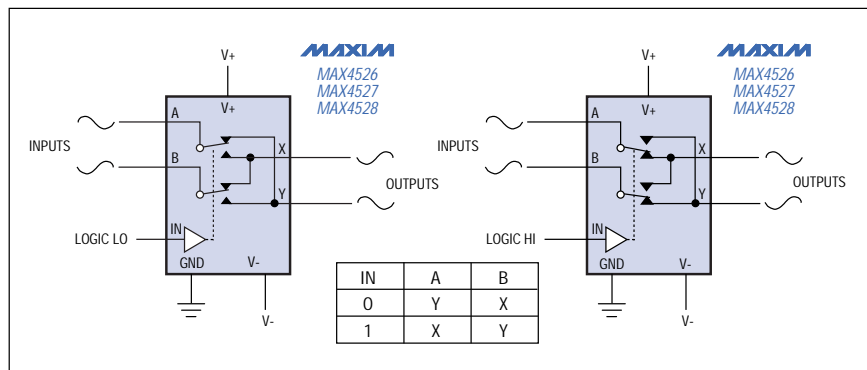 V+
MAXIM
MAX4526
MAX4527
MAX4528
V+
A
INPUTS
B
X
Y
OUTPUTS
LOGIC LO
IN
GND
V-
V-
V+
MAXIM
MAX4526
MAX4527
MAX4528
V+
A
INPUTS
B
X
Y
OUTPUTS
LOGIC HI
IN
GND
V-
V-
IN A B
0 Y X
1 X Y